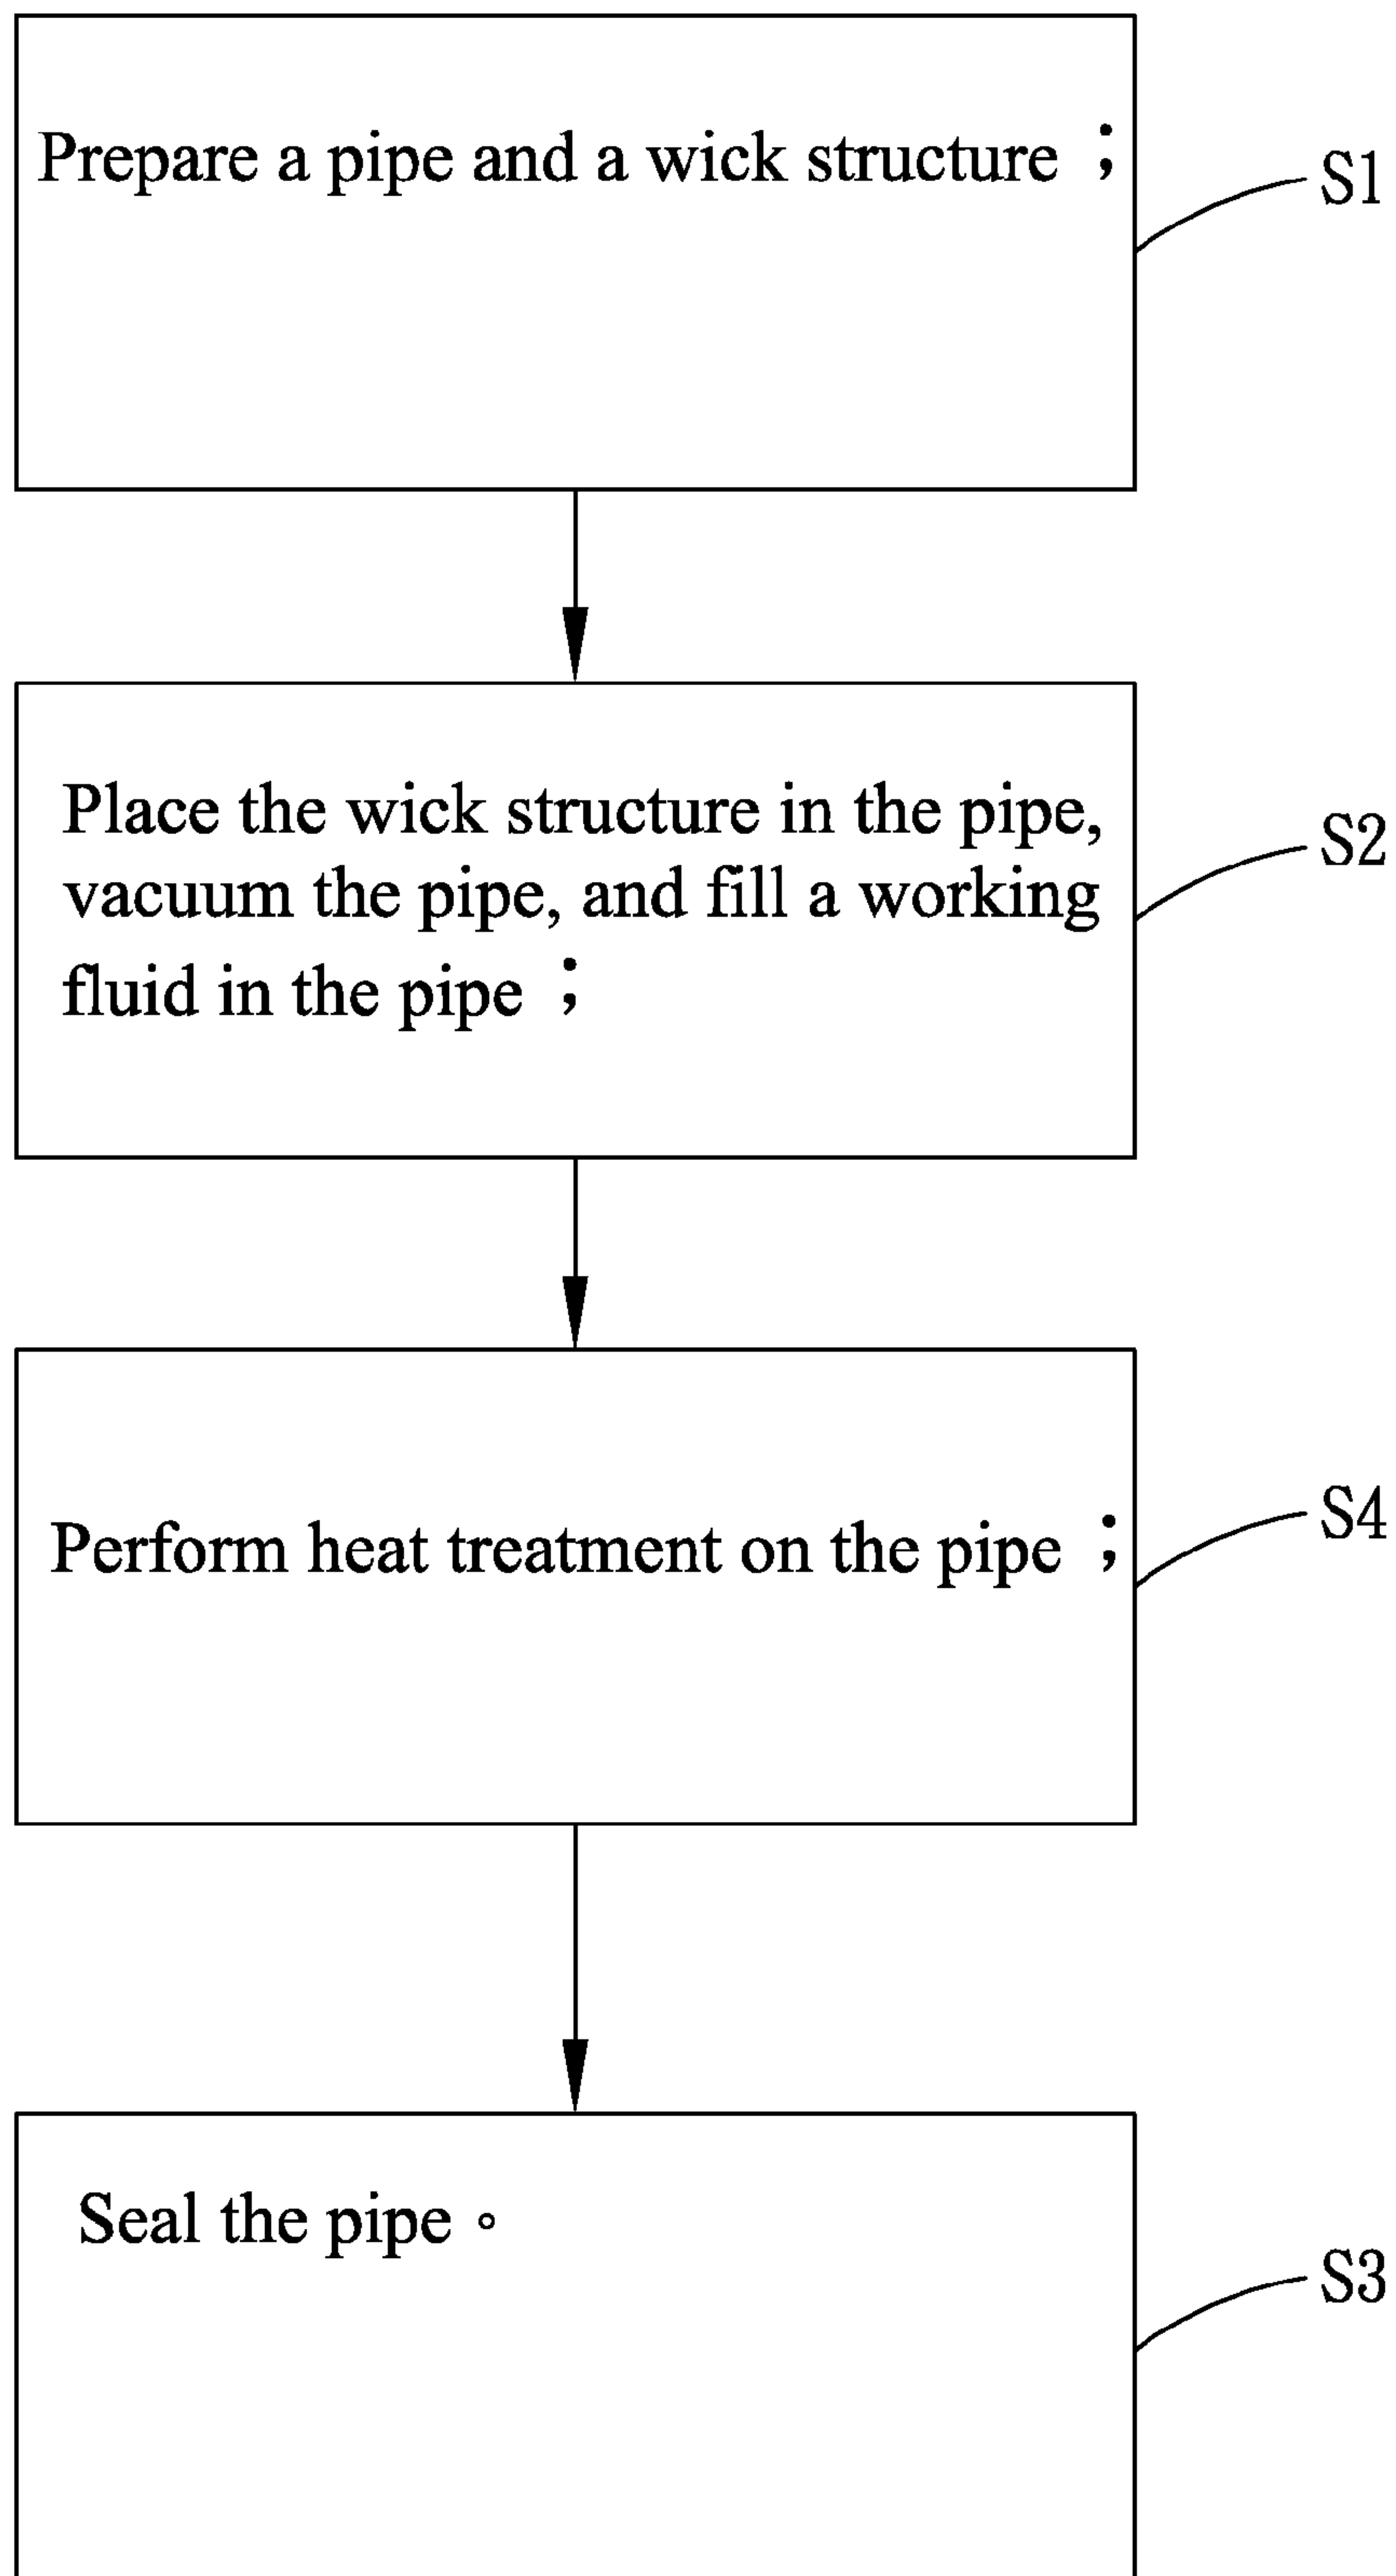 Prepare a pipe and a wick structure ;
S1
Place the wick structure in the pipe,
vacuum the pipe, and fill a working
fluid in the pipe ;
S2
Perform heat treatment on the pipe ;
S4
Seal the pipe 。
S3